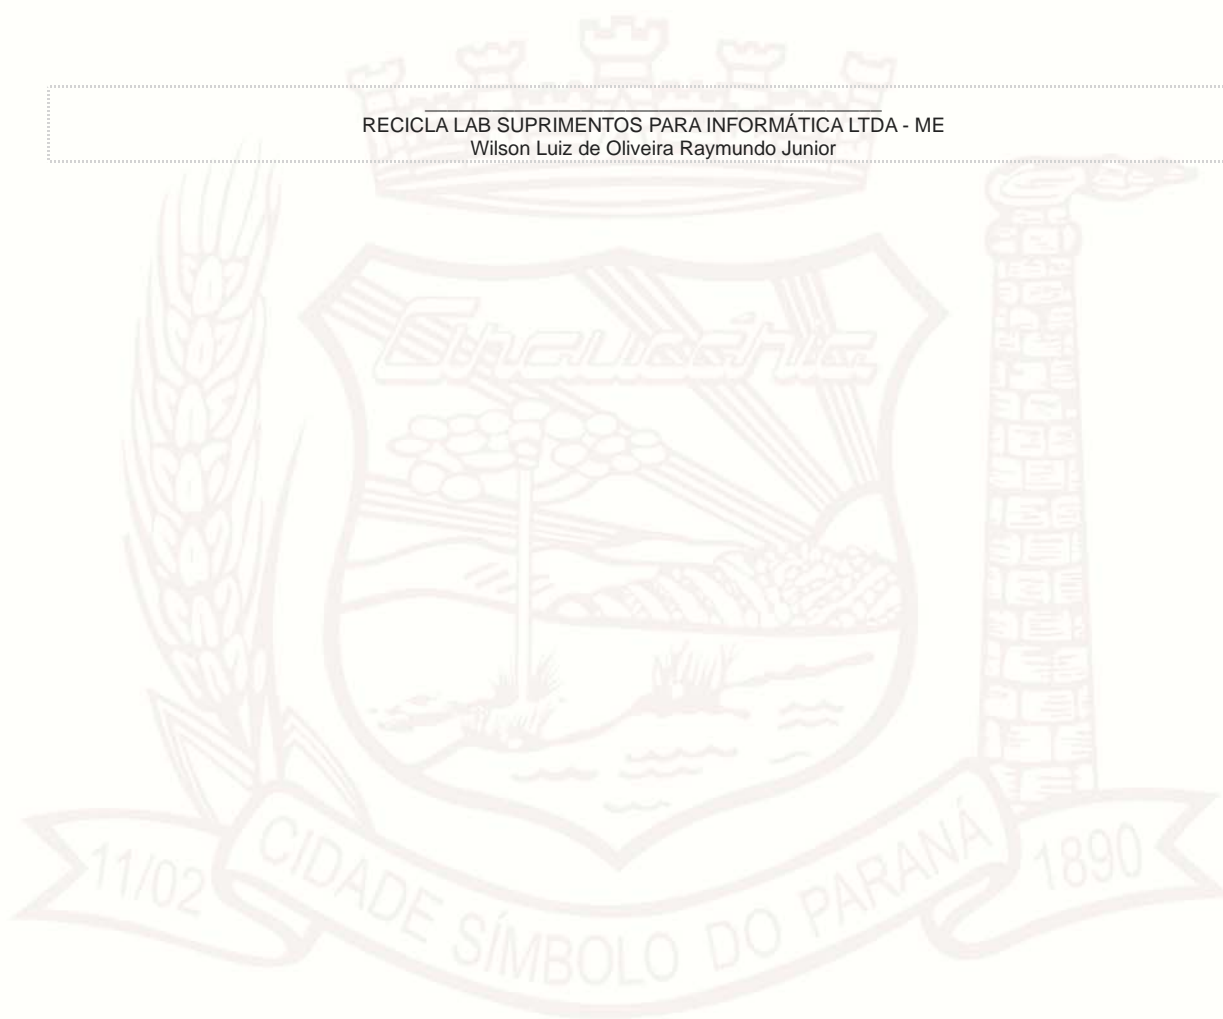 RECICLA LAB SUPRIMENTOS PARA INFORMÁTICA LTDA - ME
Wilson Luiz de Oliveira Raymundo Junior
Araucária
11/02
CIDADE SÍMBOLO DO PARANÁ
1890